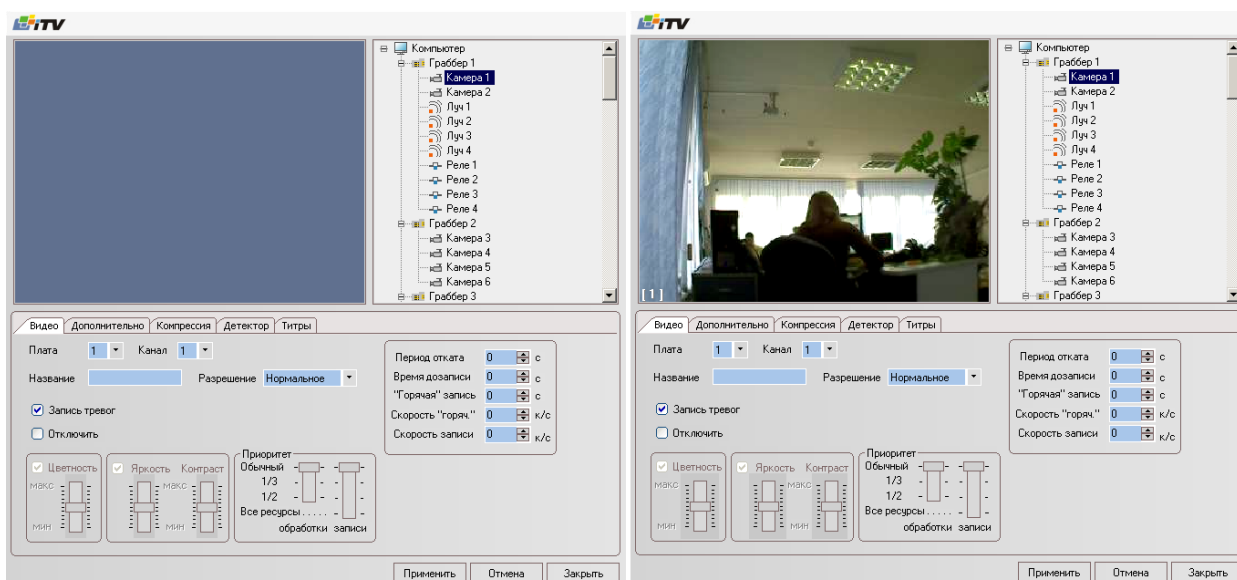 iTV
Компьютер
Граббер 1
Камера 1
Камера 2
Луч 1
Луч 2
Луч 3
Луч 4
Реле 1
Реле 2
Реле 3
Реле 4
Граббер 2
Камера 3
Камера 4
Камера 5
Камера 6
Граббер 3
Видео Дополнительно Компрессия Детектор Титры
Плата 1 Канал 1
Название Разрешение Нормальное
Запись тревог
Отключить
Период отката 0 с
Время дозаписи 0 с
"Горячая" запись 0 с
Скорость "горяч." 0 к/с
Скорость записи 0 к/с
Цветность
макс
мин
Яркость Контраст
макс
мин
Приоритет
Обычный
1/3
1/2
Все ресурсы.....
обработки записи
Применить Отмена Закрыть
iTV
[1]
Компьютер
Граббер 1
Камера 1
Камера 2
Луч 1
Луч 2
Луч 3
Луч 4
Реле 1
Реле 2
Реле 3
Реле 4
Граббер 2
Камера 3
Камера 4
Камера 5
Камера 6
Граббер 3
Видео Дополнительно Компрессия Детектор Титры
Плата 1 Канал 1
Название Разрешение Нормальное
Запись тревог
Отключить
Период отката 0 с
Время дозаписи 0 с
"Горячая" запись 0 с
Скорость "горяч." 0 к/с
Скорость записи 0 к/с
Цветность
макс
мин
Яркость Контраст
макс
мин
Приоритет
Обычный
1/3
1/2
Все ресурсы.....
обработки записи
Применить Отмена Закрыть